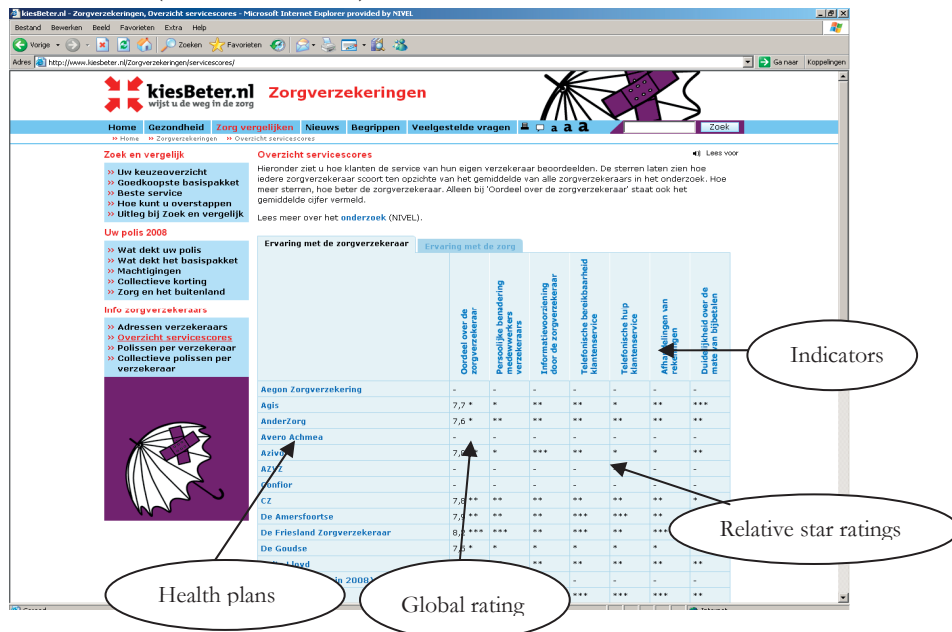 kiesBeter.nl - Zorgverzekeringen, Overzicht servicescores - Microsoft Internet Explorer provided by NIVEL
Bestand Bewerken Beeld Favorieten Extra Help
Vorige Zoeken Favorieten
Adres http://www.kiesbeter.nl/Zorgverzekeringen/servicescores/ Ga naar Koppelingen
kiesBeter.nl Zorgverzekeringen
wijst u de weg in de zorg
Home Gezondheid Zorg vergelijken Nieuws Begrippen Veelgestelde vragen a a a Zoek
» Home » Zorgverzekeringen » Overzicht servicescores
Zoek en vergelijk
» Uw keuzeoverzicht
» Goedkoopste basispakket
» Beste service
» Hoe kunt u overstappen
» Uitleg bij Zoek en vergelijk
Uw polis 2008
» Wat dekt uw polis
» Wat dekt het basispakket
» Machtigingen
» Collectieve korting
» Zorg en het buitenland
Info zorgverzekeraars
» Adressen verzekeraars
» Overzicht servicescores
» Polissen per verzekeraar
» Collectieve polissen per
verzekeraar
Overzicht servicescores Lees voor
Hieronder ziet u hoe klanten de service van hun eigen verzekeraar beoordeelden. De sterren laten zien hoe
iedere zorgverzekeraar scoort ten opzichte van het gemiddelde van alle zorgverzekeraars in het onderzoek. Hoe
meer sterren, hoe beter de zorgverzekeraar. Alleen bij 'Oordeel over de zorgverzekeraar' staat ook het
gemiddelde cijfer vermeld.
Lees meer over het onderzoek (NIVEL).
Ervaring met de zorgverzekeraar Ervaring met de zorg
Oordeel over de
zorgverzekeraar
Persoolijke benadering
medewwerkers
verzekeraars
Informatievoorziening
door de zorgverzekeraar
Telefonische bereikbaarheid
klantenservice
Telefonische hup
klantenservice
Afhandelingen van
rekeningen
Duidelijkheid over de
mate van bijbetalen
Aegon Zorgverzekering - - - - - - -
Agis 7,7 * * ** ** * ** ***
AnderZorg 7,6 * * ** ** ** ** **
Avero Achmea - - - - - -
* *** ** * * **
- - - - - - -
- - - - - -
CZ ** ** ** ** ** ** *
De Amersfoortse ** ** ** *** *** **
De Friesland Zorgverzekeraar *** *** ** *** **
De Goudse * * * * * *
** ** ** ** **
in 2008) - - -
*** *** **
Indicators
Relative star ratings
Health plans
Global rating
Internet